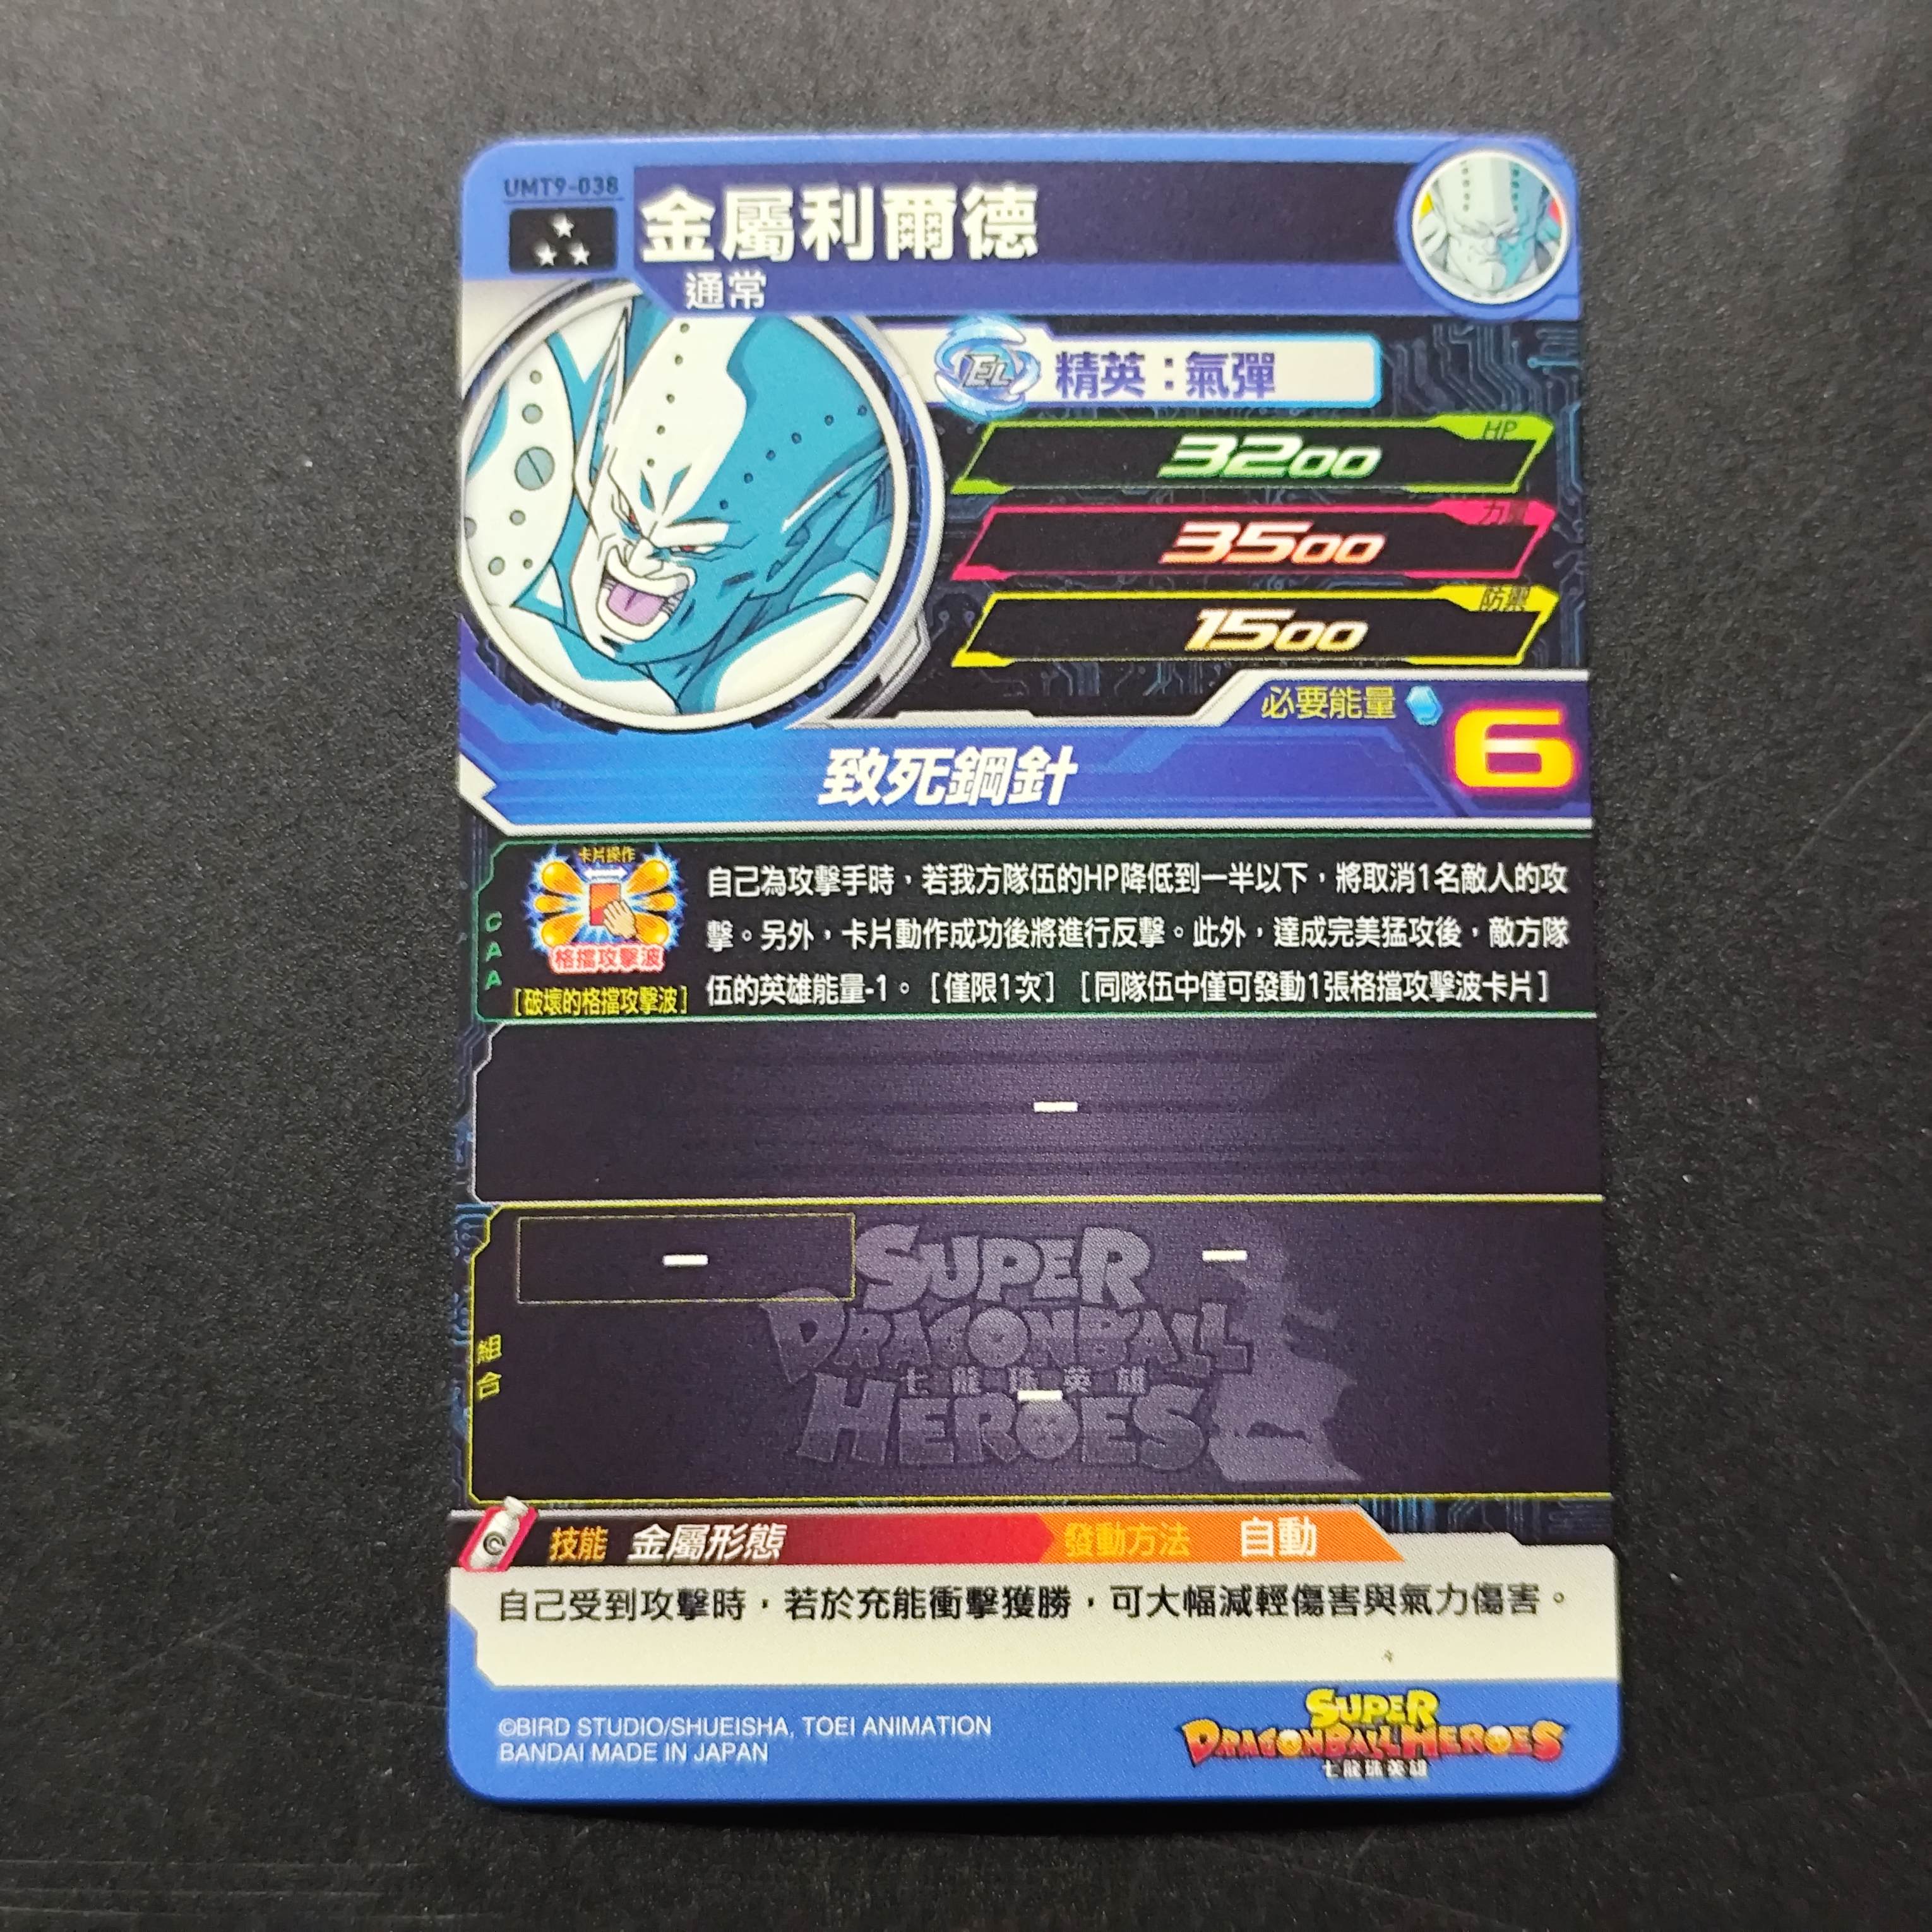 UMT9-038
金屬利爾德
通常
EL 精英：氣彈
HP
3200
力量
3500
防禦
1500
必要能量
6
致死鋼針
CAA
卡片操作
格擋攻擊波
[破壞的格擋攻擊波]
自己為攻擊手時，若我方隊伍的HP降低到一半以下，將取消1名敵人的攻
擊。另外，卡片動作成功後將進行反擊。此外，達成完美猛攻後，敵方隊
伍的英雄能量-1。[僅限1次] [同隊伍中僅可發動1張格擋攻擊波卡片]
-
- -
組合
-
SUPER
DRAGONBALL
七龍珠英雄
HEROES
技能 金屬形態 發動方法 自動
自己受到攻擊時，若於充能衝擊獲勝，可大幅減輕傷害與氣力傷害。
©BIRD STUDIO/SHUEISHA, TOEI ANIMATION
BANDAI MADE IN JAPAN
SUPER
DRAGONBALL HEROES
七龍珠英雄